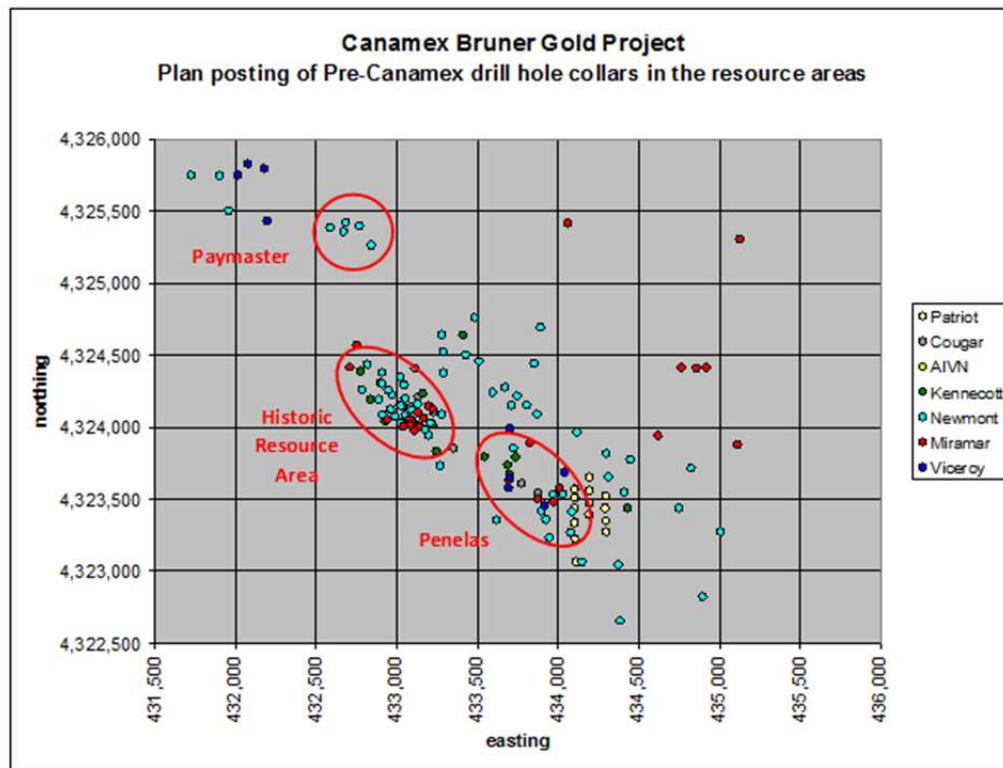 Canamex Bruner Gold Project
Plan posting of Pre-Canamex drill hole collars in the resource areas
northing
4,326,000
4,325,500
4,325,000
4,324,500
4,324,000
4,323,500
4,323,000
4,322,500
Paymaster
Historic
Resource
Area
Penelas
Patriot
Cougar
AIVN
Kennecott
Newmont
Miramar
Viceroy
431,500
432,000
432,500
433,000
433,500
434,000
434,500
435,000
435,500
436,000
easting